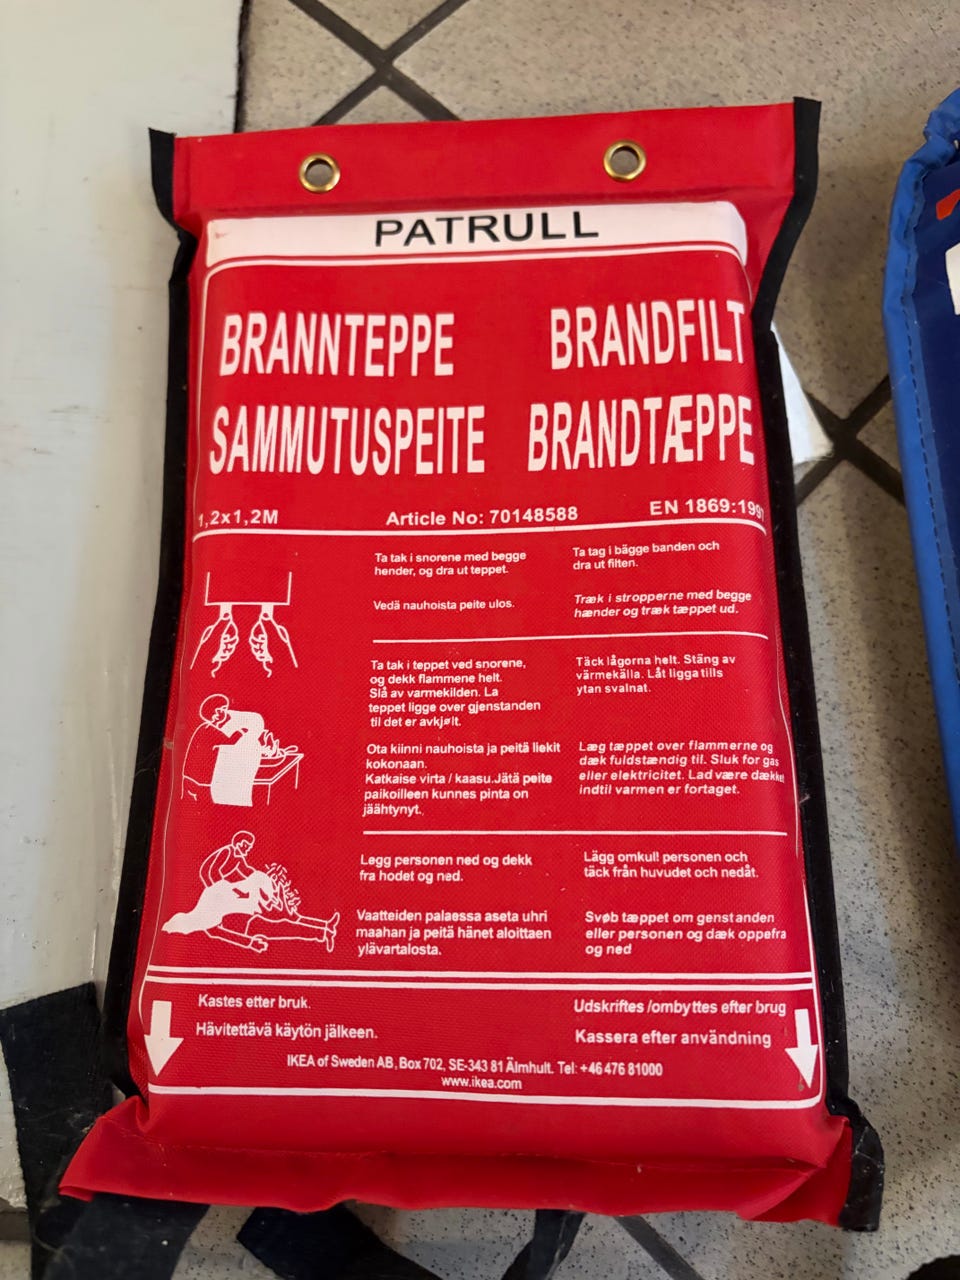 PATRULL
BRANNTEPPE BRANDFILT
SAMMUTUSPEITE BRANDTÆPPE
1,2x1,2M Article No: 70148588 EN 1869:1997
Ta tak i snorene med begge
hender, og dra ut teppet.
Ta tag i bägge banden och
dra ut filten.
Vedä nauhoista peite ulos.
Træk i stropperne med begge
hænder og træk tæppet ud.
Ta tak i teppet ved snorene,
og dekk flammene helt.
Slå av varmekilden. La
teppet ligge over gjenstanden
til det er avkjølt.
Täck lågorna helt. Stäng av
värmekälla. Låt ligga tills
ytan svalnat.
Ota kiinni nauhoista ja peitä liekit
kokonaan.
Katkaise virta / kaasu.Jätä peite
paikoilleen kunnes pinta on
jäähtynyt.
Læg tæppet over flammerne og
dæk fuldstændig til. Sluk for gas
eller elektricitet. Lad være dækket
indtil varmen er fortaget.
Legg personen ned og dekk
fra hodet og ned.
Lägg omkull personen och
täck från huvudet och nedåt.
Vaatteiden palaessa aseta uhri
maahan ja peitä hänet aloittaen
ylävartalosta.
Svøb tæppet om genstanden
eller personen og dæk oppefra
og ned
Kastes etter bruk.
Udskriftes /ombyttes efter brug
Hävitettävä käytön jälkeen.
Kassera efter användning
IKEA of Sweden AB, Box 702, SE-343 81 Älmhult. Tel: +46 476 81000
www.ikea.com